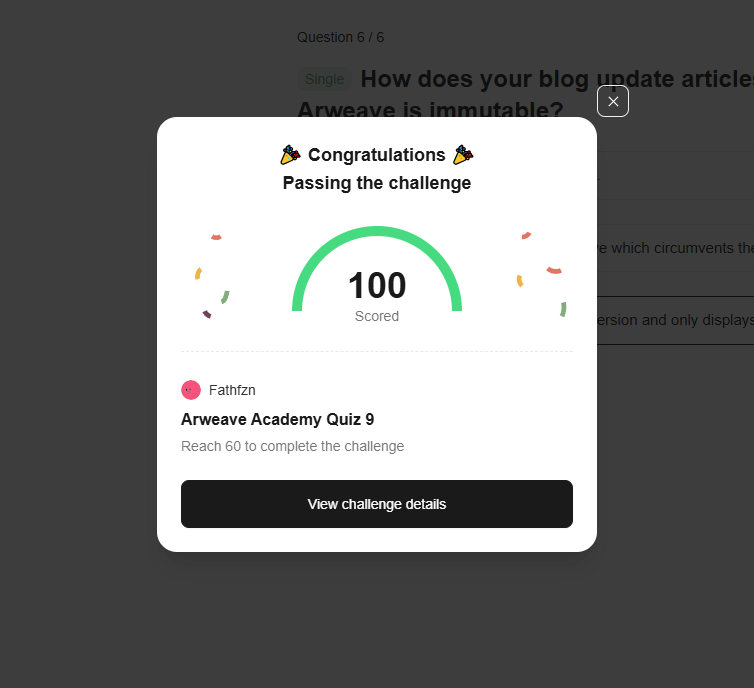 Question 6 / 6
Single How does your blog update articles
Arweave is immutable?
Congratulations
Passing the challenge
which circumvents the
and only displays
100
Scored
Fathfzn
Arweave Academy Quiz 9
Reach 60 to complete the challenge
View challenge details